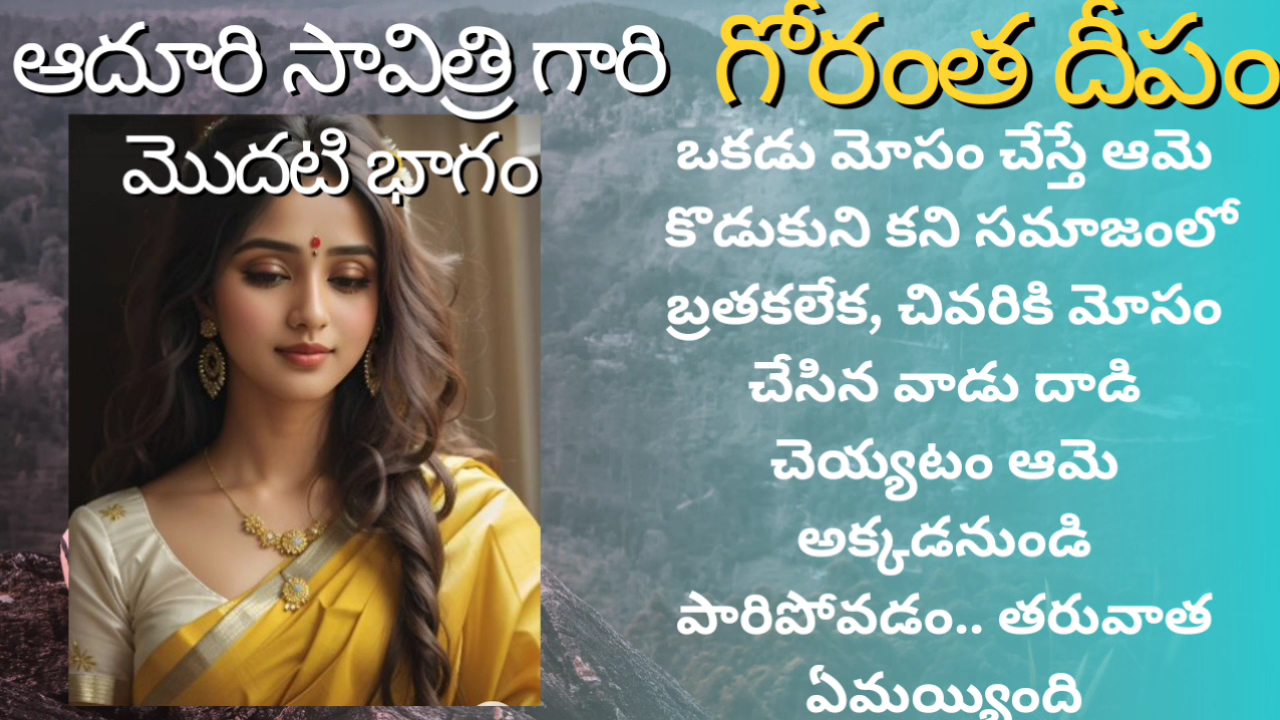 ఆదూరి సావిత్రి గారి గోరంత దీపం
మొదటి భాగం
ఒకడు మోసం చేస్తే ఆమె
కొడుకుని కని సమాజంలో
బ్రతకలేక, చివరికి మోసం
చేసిన వాడు దాడి
చెయ్యటం ఆమె
అక్కడనుండి
పారిపోవడం.. తరువాత
ఏమయ్యింది